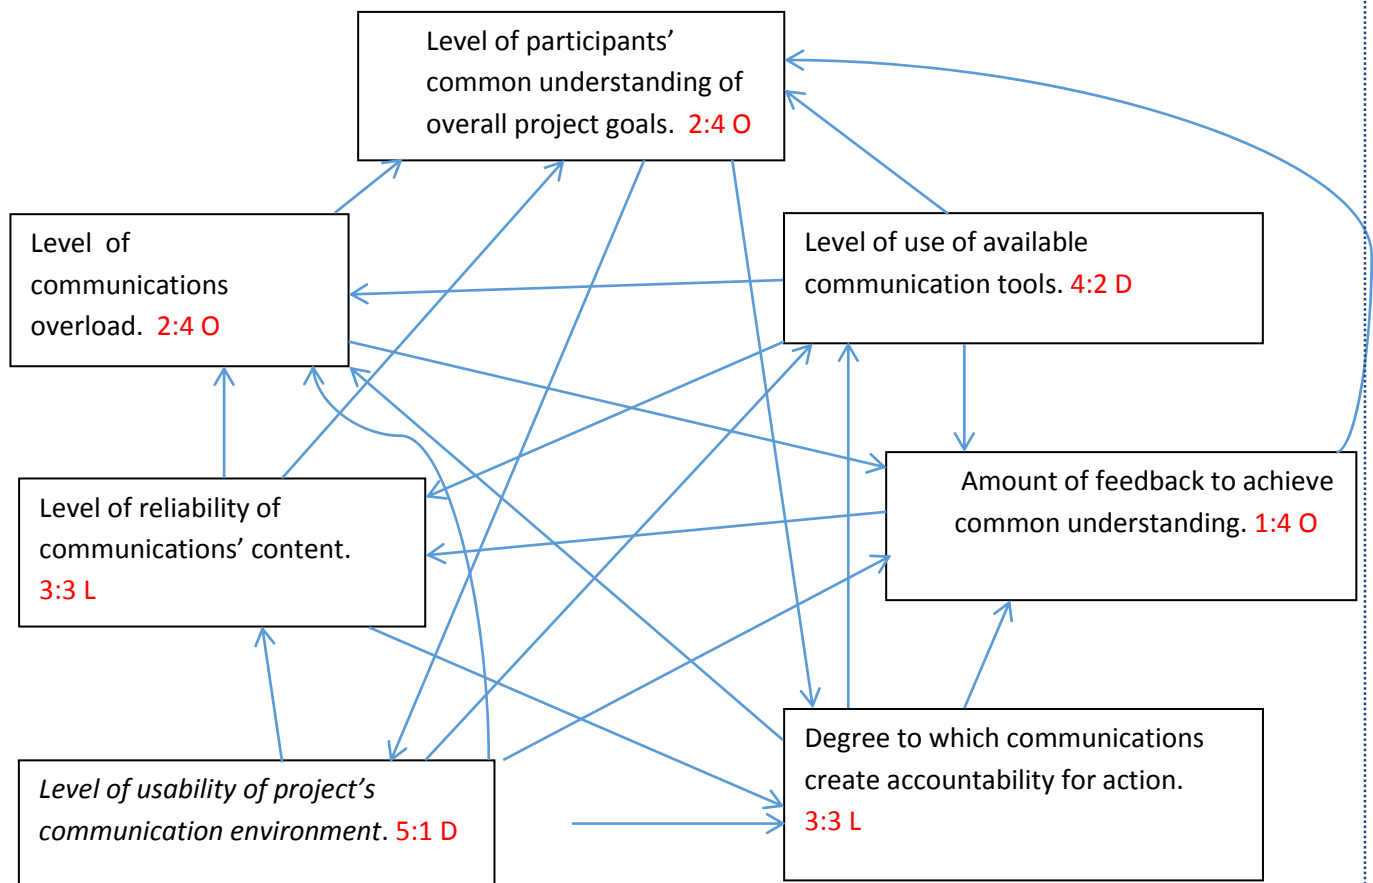 Level of participants’
common understanding of
overall project goals. 2:4 O
Level of
communications
overload. 2:4 O
Level of use of available
communication tools. 4:2 D
Level of reliability of
communications’ content.
3:3 L
Amount of feedback to achieve
common understanding. 1:4 O
Level of usability of project’s
communication environment. 5:1 D
Degree to which communications
create accountability for action.
3:3 L